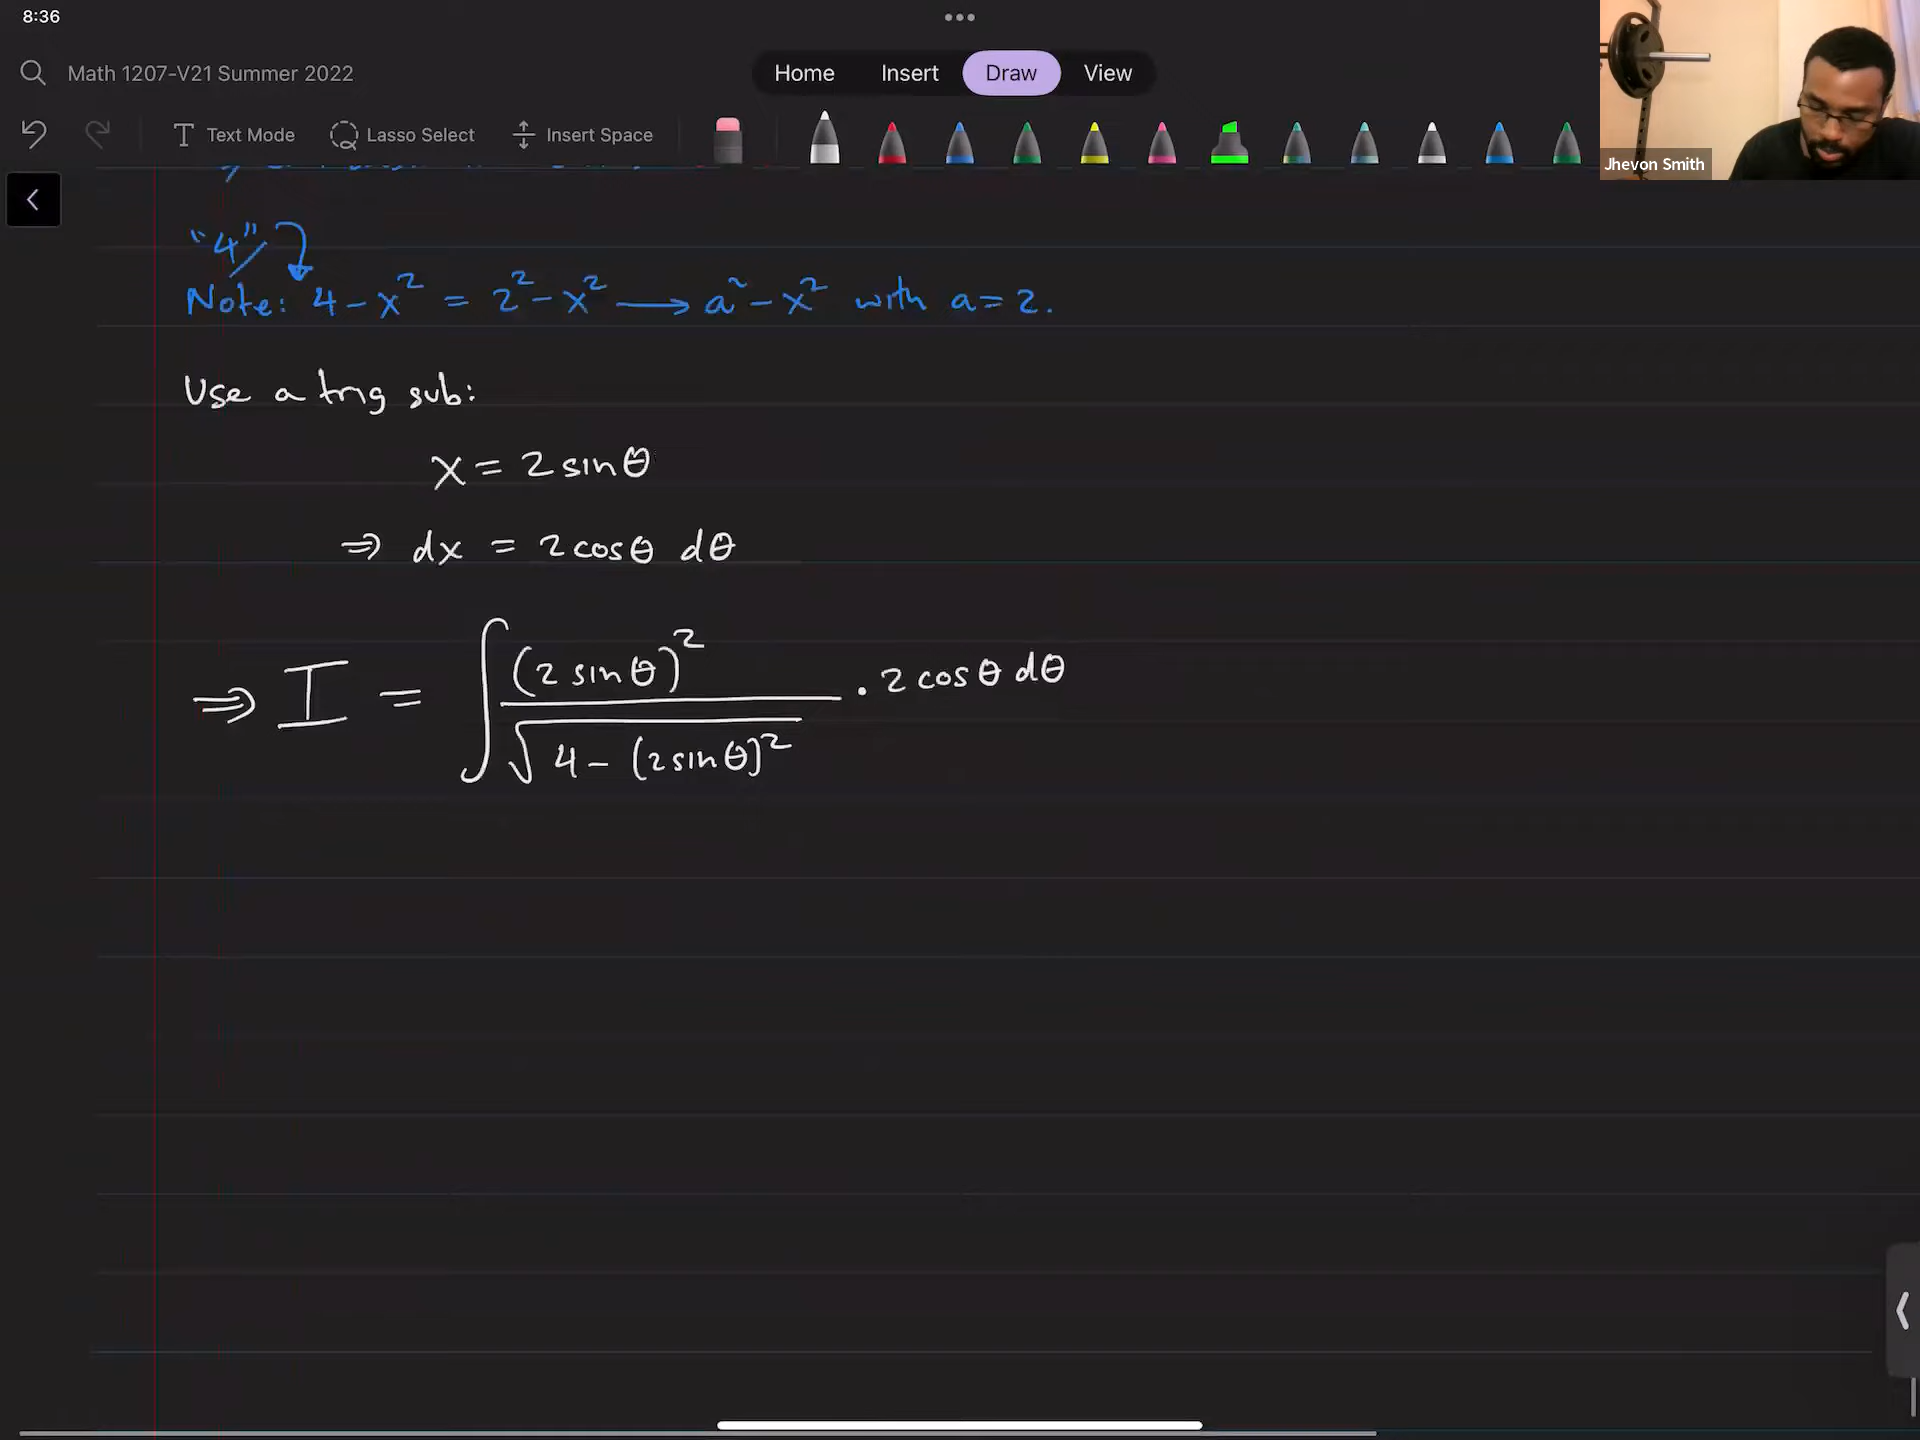 8:36
Math 1207-V21 Summer 2022
Home Insert Draw View
Text Mode Lasso Select Insert Space
Jhevon Smith
"4"
Note: 4 - x² = 2² - x² ⟶ a² - x² with a = 2.
Use a trig sub:
x = 2 sin θ
⇒ dx = 2 cos θ dθ
⇒ I = ∫ (2 sin θ)² / √(4 - (2 sin θ)²) · 2 cos θ dθ